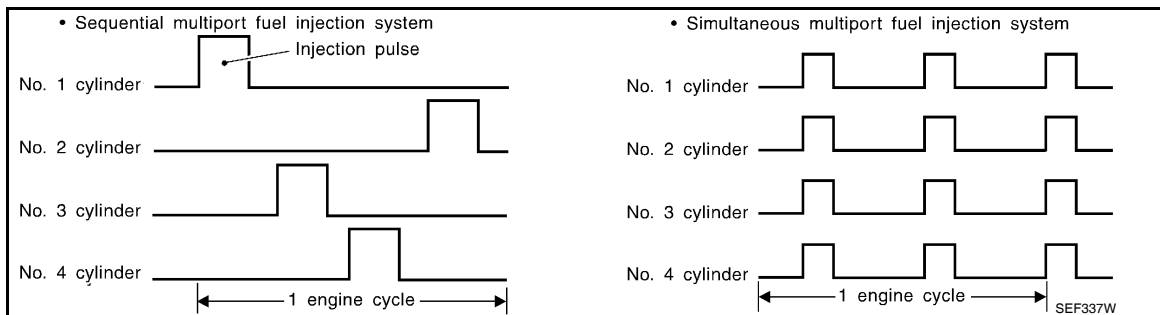 • Sequential multiport fuel injection system
Injection pulse
No. 1 cylinder
No. 2 cylinder
No. 3 cylinder
No. 4 cylinder
1 engine cycle
• Simultaneous multiport fuel injection system
No. 1 cylinder
No. 2 cylinder
No. 3 cylinder
No. 4 cylinder
1 engine cycle
SEF337W